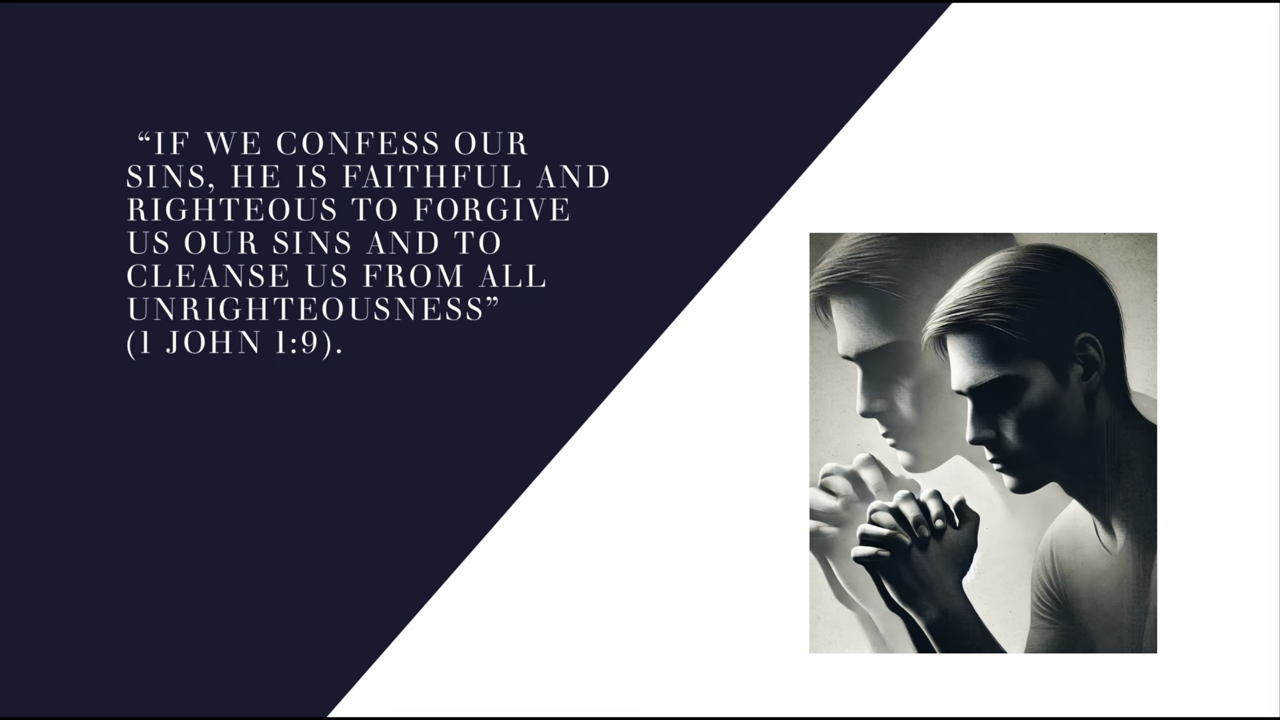 “IF WE CONFESS OUR
SINS, HE IS FAITHFUL AND
RIGHTEOUS TO FORGIVE
US OUR SINS AND TO
CLEANSE US FROM ALL
UNRIGHTEOUSNESS”
(1 JOHN 1:9).